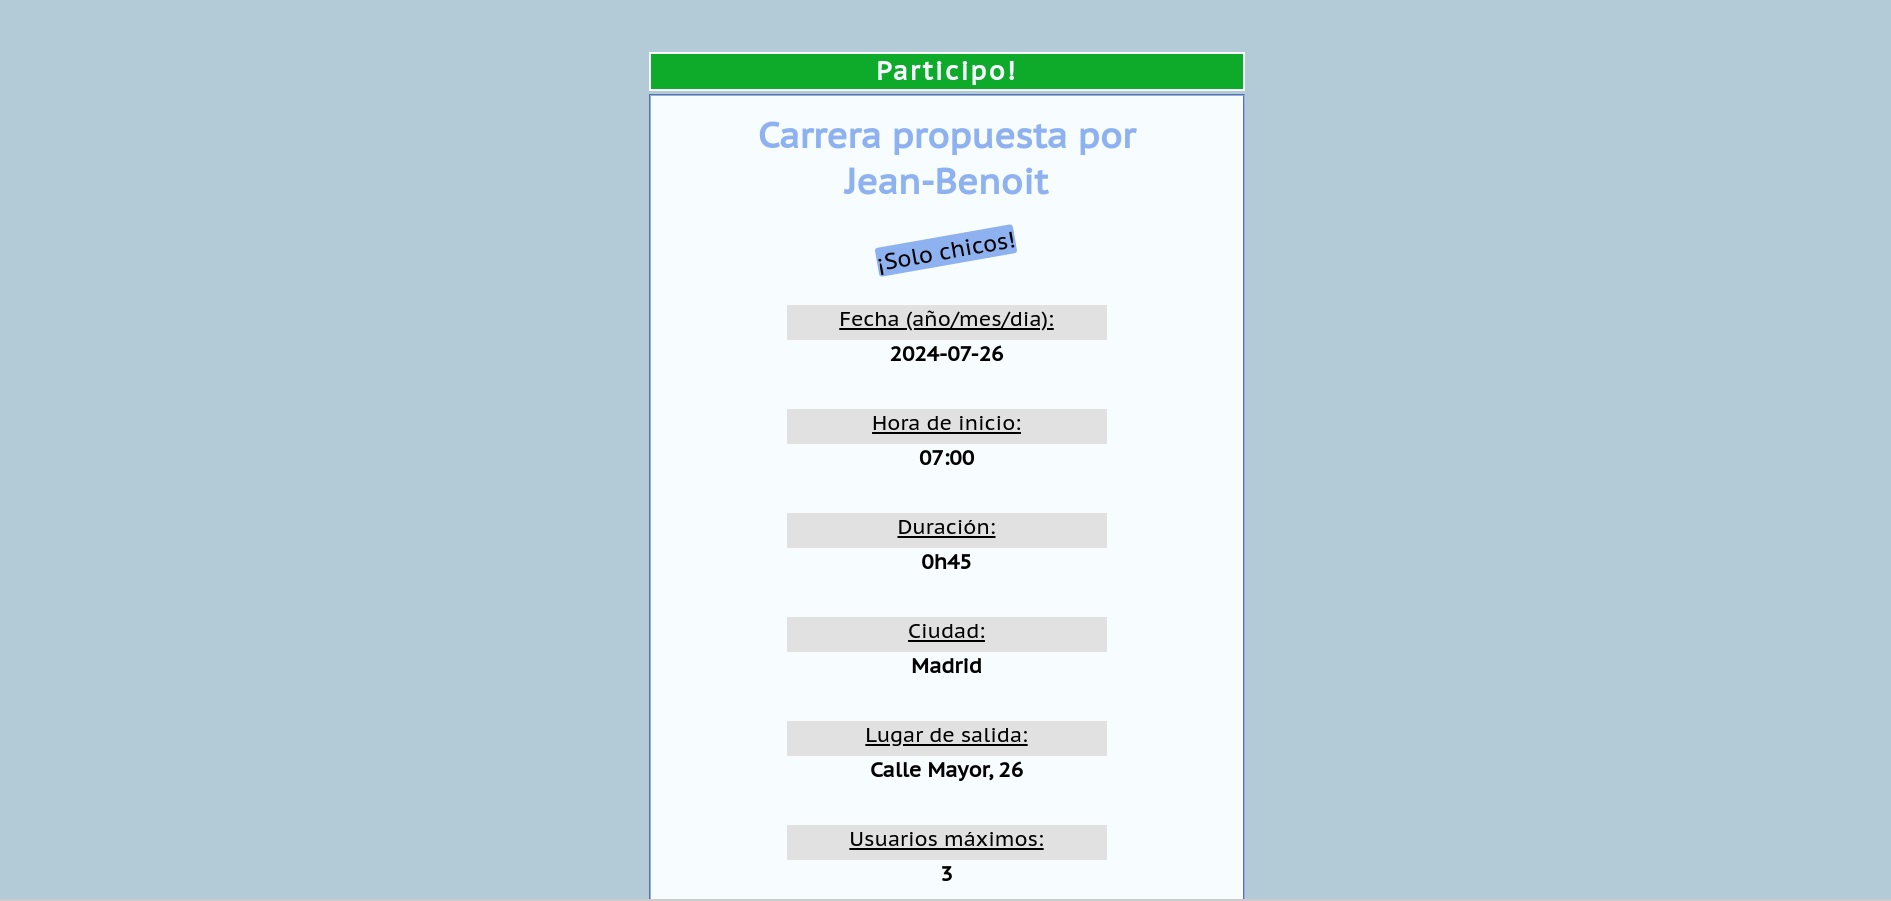 Participo!
Carrera propuesta por
Jean-Benoit
¡Solo chicos!
Fecha (año/mes/dia):
2024-07-26
Hora de inicio:
07:00
Duración:
0h45
Ciudad:
Madrid
Lugar de salida:
Calle Mayor, 26
Usuarios máximos:
3